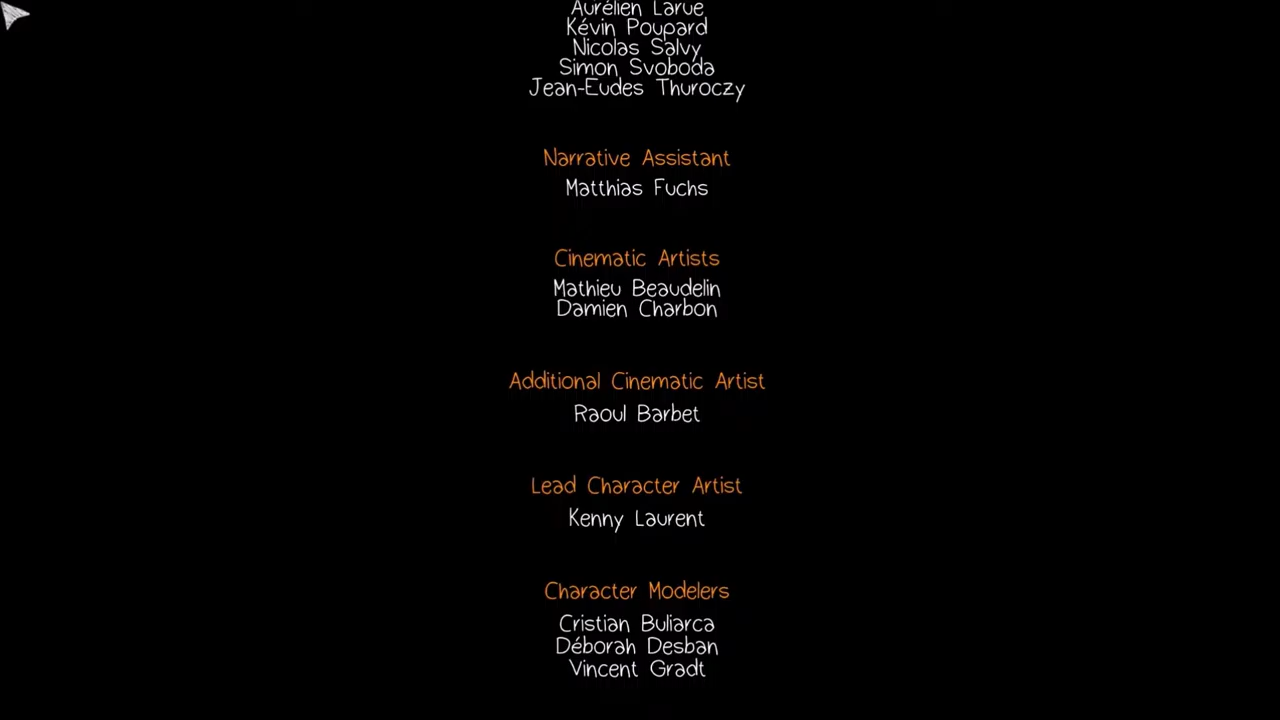 Aurélien Larue
Kévin Poupard
Nicolas Salvy
Simon Svoboda
Jean-Eudes Thuroczy
Narrative Assistant
Matthias Fuchs
Cinematic Artists
Mathieu Beaudelin
Damien Charbon
Additional Cinematic Artist
Raoul Barbet
Lead Character Artist
Kenny Laurent
Character Modelers
Cristian Buliarca
Déborah Desban
Vincent Gradt